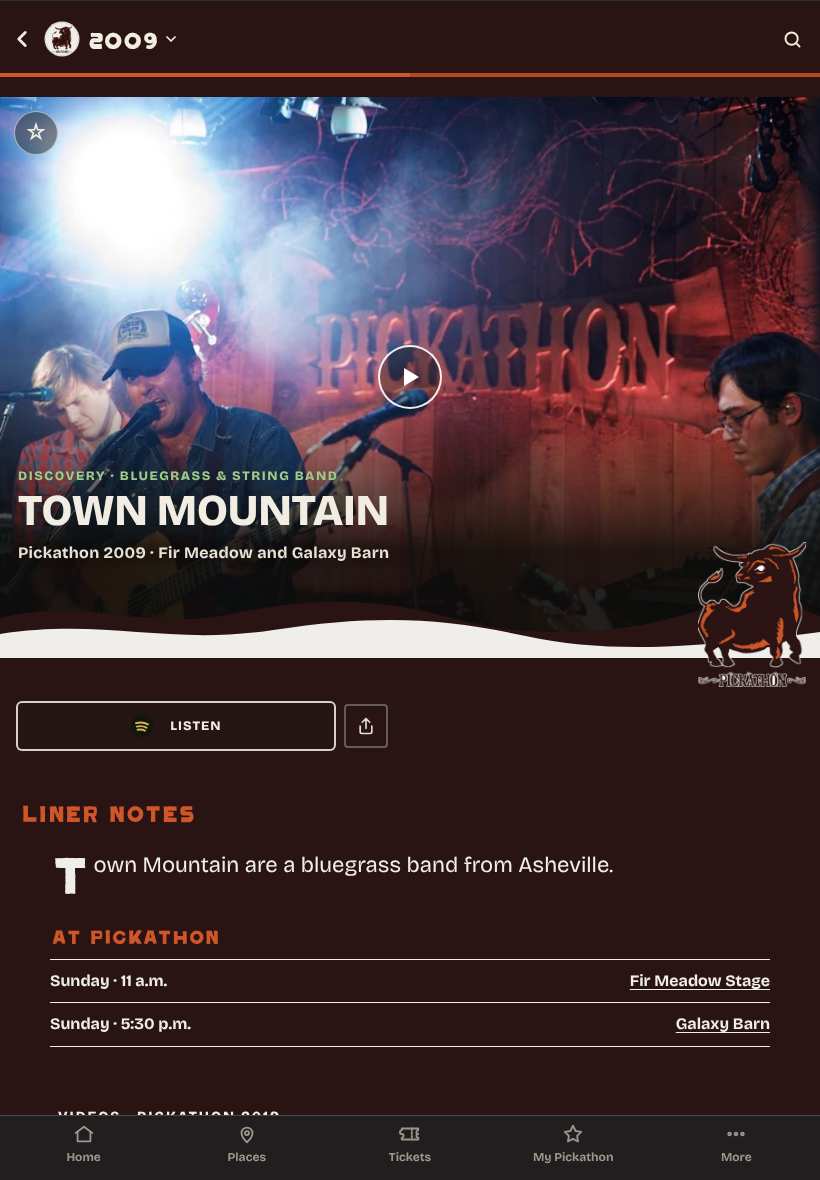 2009
PICKATHON
DISCOVERY · BLUEGRASS & STRING BAND
TOWN MOUNTAIN
Pickathon 2009 · Fir Meadow and Galaxy Barn
PICKATHON
LISTEN
LINER NOTES
Town Mountain are a bluegrass band from Asheville.
AT PICKATHON
Sunday · 11 a.m. Fir Meadow Stage
Sunday · 5:30 p.m. Galaxy Barn
Home Places Tickets My Pickathon More